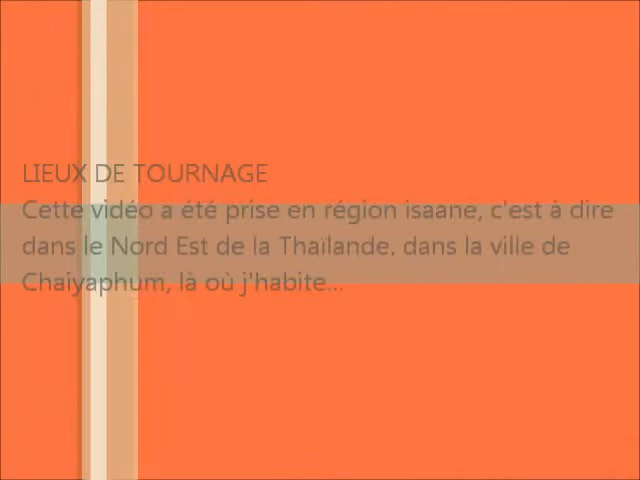 LIEUX DE TOURNAGE
Cette vidéo a été prise en région isaane, c'est à dire
dans le Nord Est de la Thaïlande, dans la ville de
Chaiyaphum, là où j'habite...